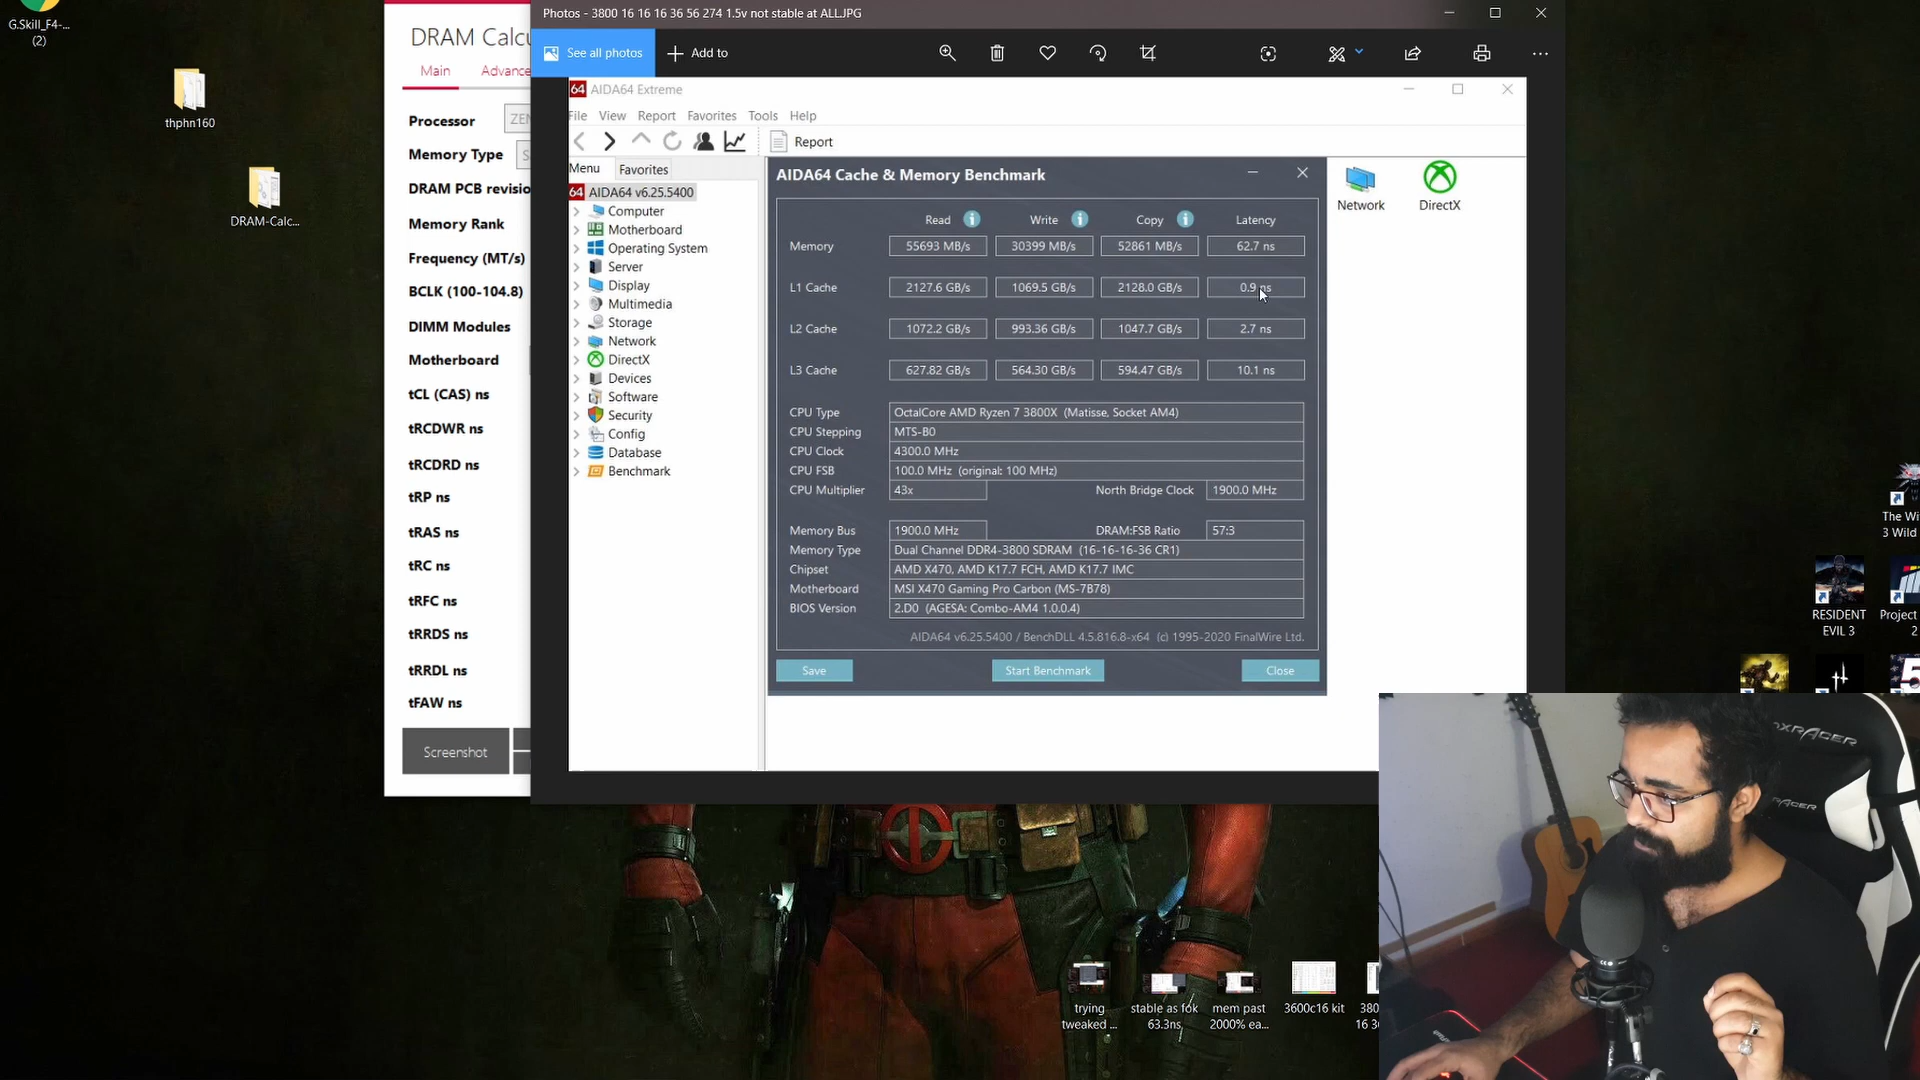 G.Skill_F4-...
(2)
thphn160
DRAM-Calc...
DRAM Calcu
Main Advance
Processor ZEN
Memory Type
DRAM PCB revisio
Memory Rank
Frequency (MT/s)
BCLK (100-104.8)
DIMM Modules
Motherboard
tCL (CAS) ns
tRCDWR ns
tRCDRD ns
tRP ns
tRAS ns
tRC ns
tRFC ns
tRRDS ns
tRRDL ns
tFAW ns
Screenshot
Photos - 3800 16 16 16 36 56 274 1.5v not stable at ALL.JPG
See all photos + Add to
64 AIDA64 Extreme
File View Report Favorites Tools Help
Report
Menu Favorites
64 AIDA64 v6.25.5400
Computer
Motherboard
Operating System
Server
Display
Multimedia
Storage
Network
DirectX
Devices
Software
Security
Config
Database
Benchmark
AIDA64 Cache & Memory Benchmark
Read Write Copy Latency
Memory 55693 MB/s 30399 MB/s 52861 MB/s 62.7 ns
L1 Cache 2127.6 GB/s 1069.5 GB/s 2128.0 GB/s 0.9 ns
L2 Cache 1072.2 GB/s 993.36 GB/s 1047.7 GB/s 2.7 ns
L3 Cache 627.82 GB/s 564.30 GB/s 594.47 GB/s 10.1 ns
CPU Type OctalCore AMD Ryzen 7 3800X (Matisse, Socket AM4)
CPU Stepping MTS-B0
CPU Clock 4300.0 MHz
CPU FSB 100.0 MHz (original: 100 MHz)
CPU Multiplier 43x North Bridge Clock 1900.0 MHz
Memory Bus 1900.0 MHz DRAM:FSB Ratio 57:3
Memory Type Dual Channel DDR4-3800 SDRAM (16-16-16-36 CR1)
Chipset AMD X470, AMD K17.7 FCH, AMD K17.7 IMC
Motherboard MSI X470 Gaming Pro Carbon (MS-7B78)
BIOS Version 2.D0 (AGESA: Combo-AM4 1.0.0.4)
AIDA64 v6.25.5400 / BenchDLL 4.5.816.8-x64 (c) 1995-2020 FinalWire Ltd.
Save Start Benchmark Close
Network DirectX
The Wi
3 Wild
RESIDENT
EVIL 3
Project
2
trying
tweaked ...
stable as fok
63.3ns
mem past
2000% ea...
3600c16 kit
380
16 3
DXRACER
RACER